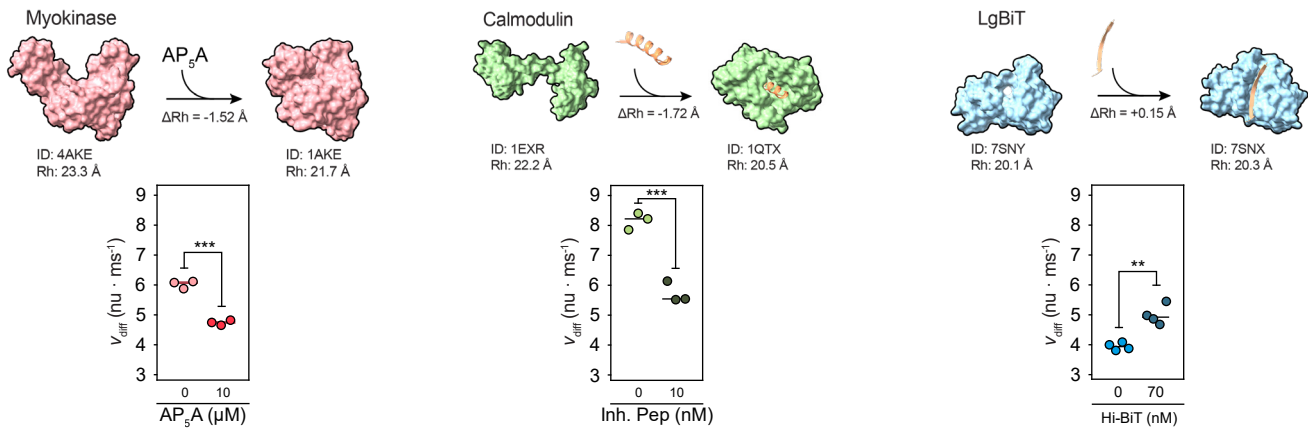 Myokinase
AP₅A
ΔRh = -1.52 Å
ID: 4AKE
Rh: 23.3 Å
ID: 1AKE
Rh: 21.7 Å
9
8
7
6
5
4
3
v_diff (nu · ms⁻¹)
***
0 10
AP₅A (µM)
Calmodulin
ΔRh = -1.72 Å
ID: 1EXR
Rh: 22.2 Å
ID: 1QTX
Rh: 20.5 Å
9
8
7
6
5
4
3
v_diff (nu · ms⁻¹)
***
0 10
Inh. Pep (nM)
LgBiT
ΔRh = +0.15 Å
ID: 7SNY
Rh: 20.1 Å
ID: 7SNX
Rh: 20.3 Å
9
8
7
6
5
4
3
v_diff (nu · ms⁻¹)
**
0 70
Hi-BiT (nM)